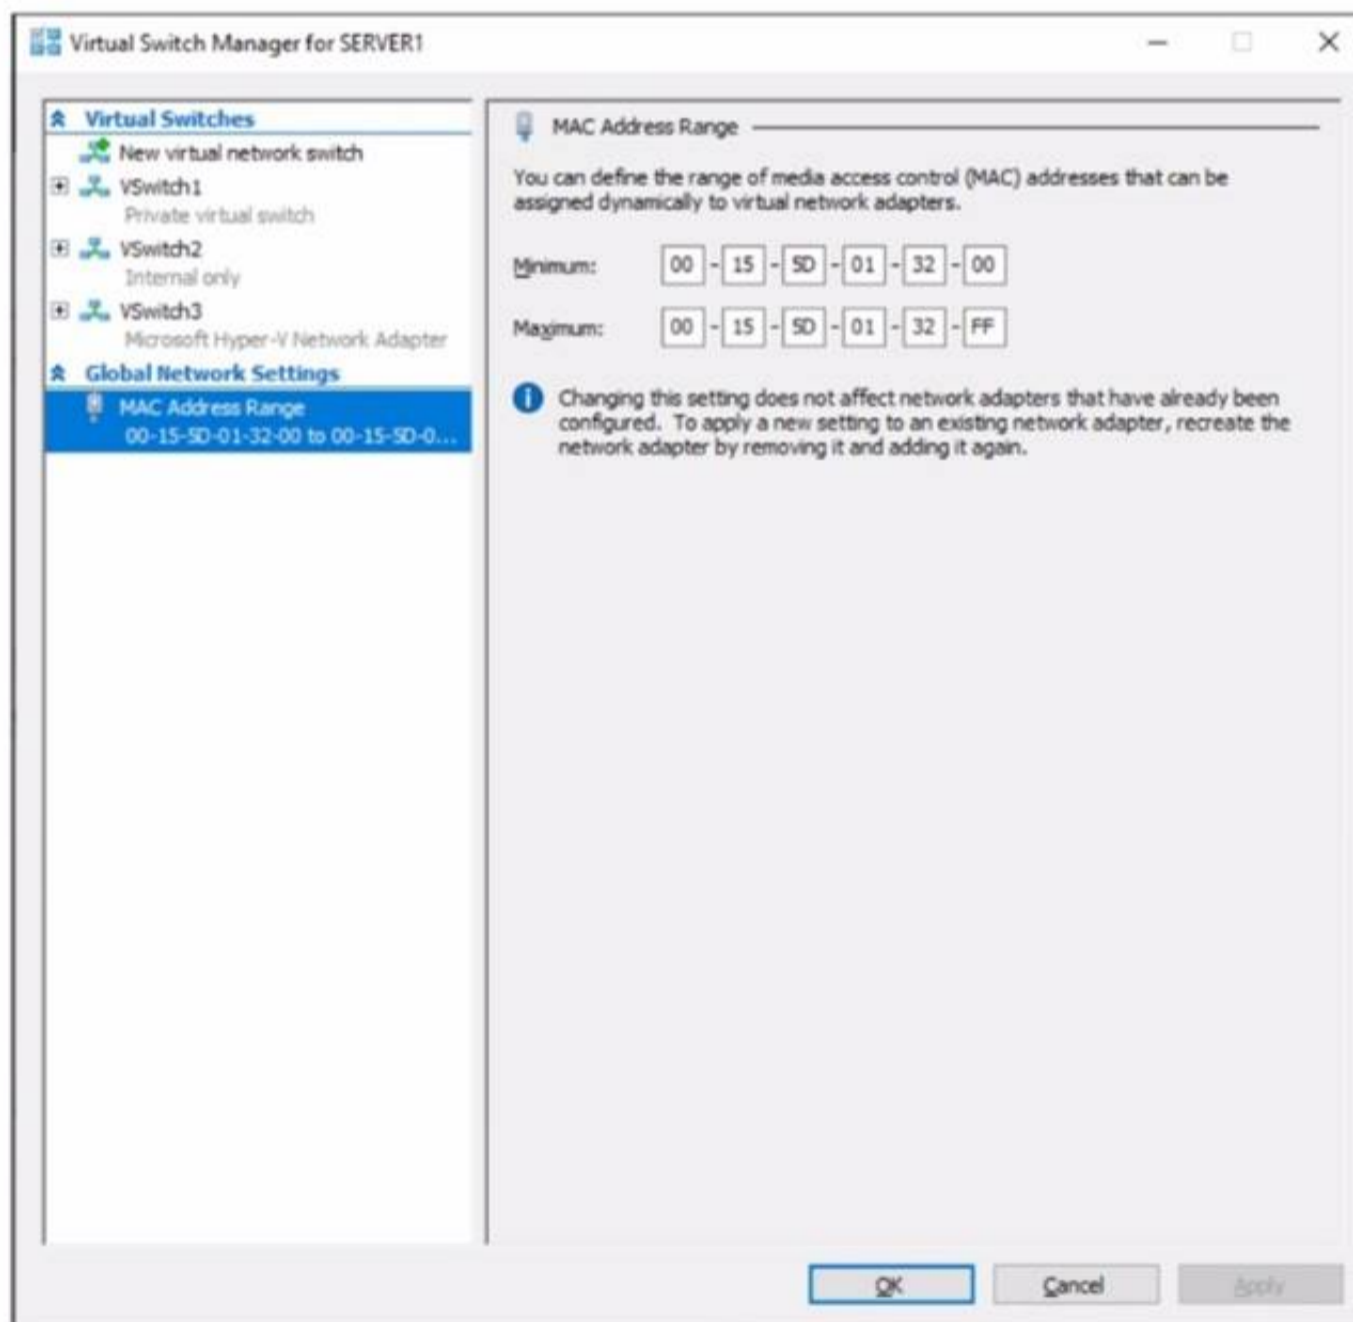 Virtual Switch Manager for SERVER1
Virtual Switches
New virtual network switch
VSwitch1
Private virtual switch
VSwitch2
Internal only
VSwitch3
Microsoft Hyper-V Network Adapter
Global Network Settings
MAC Address Range
00-15-5D-01-32-00 to 00-15-5D-0...
MAC Address Range
You can define the range of media access control (MAC) addresses that can be
assigned dynamically to virtual network adapters.
Minimum: 00 - 15 - 5D - 01 - 32 - 00
Maximum: 00 - 15 - 5D - 01 - 32 - FF
Changing this setting does not affect network adapters that have already been
configured. To apply a new setting to an existing network adapter, recreate the
network adapter by removing it and adding it again.
OK Cancel Apply